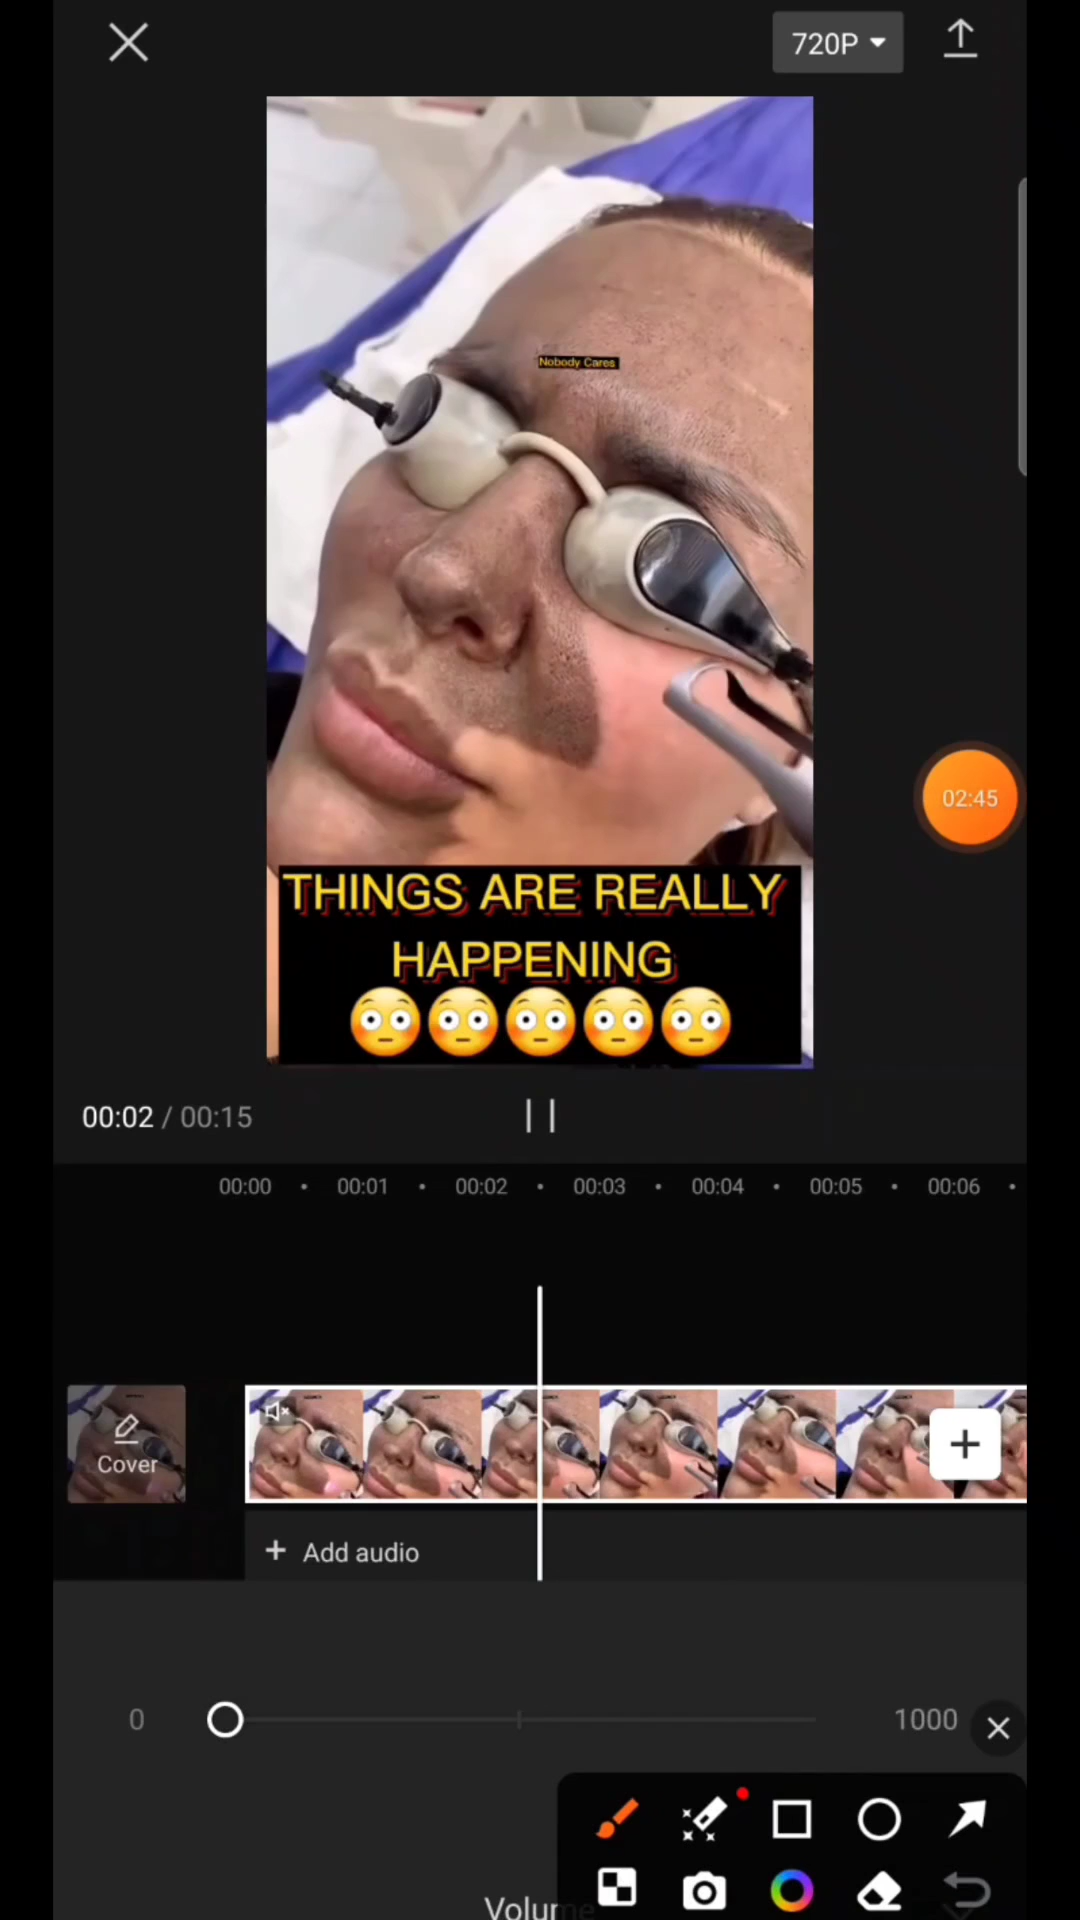 720P
Nobody Cares
02:45
THINGS ARE REALLY
HAPPENING
😳😳😳😳😳
00:02 / 00:15
00:00 • 00:01 • 00:02 • 00:03 • 00:04 • 00:05 • 00:06 •
Cover
+ Add audio
0 1000
Volume